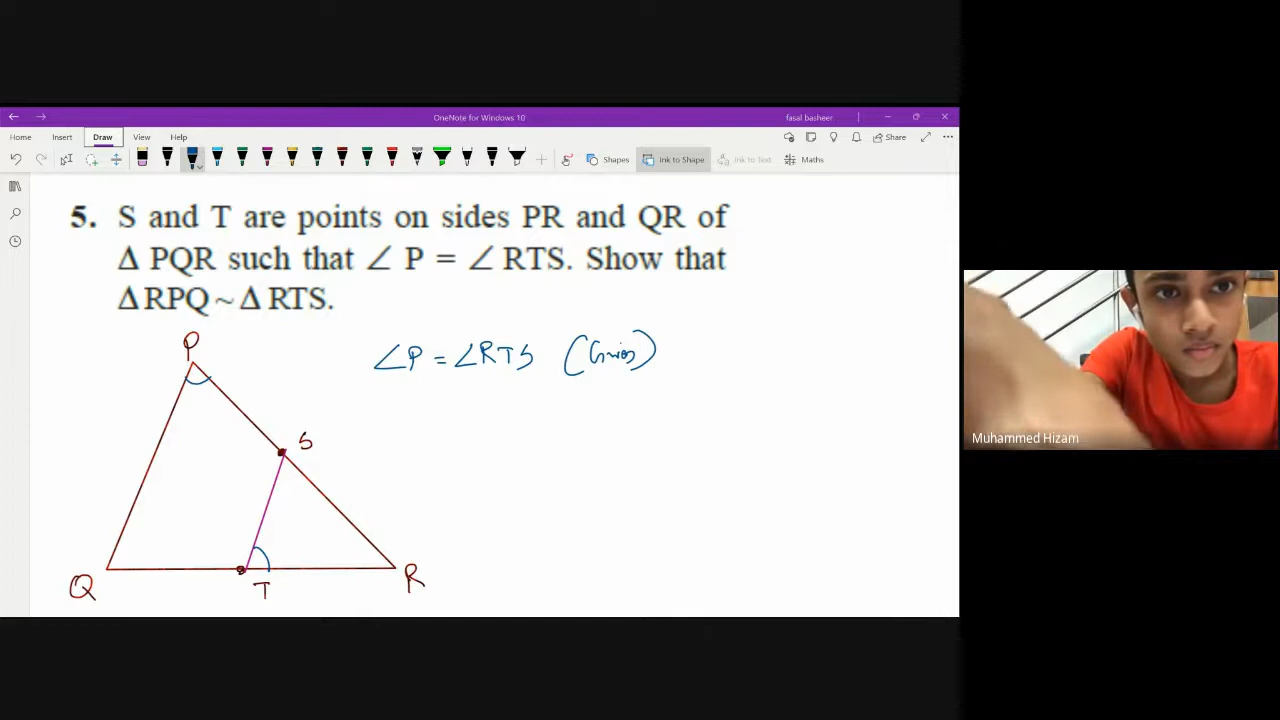 OneNote for Windows 10
fasal basheer
Home Insert Draw View Help
Share
Shapes Ink to Shape Ink to Text Maths
5. S and T are points on sides PR and QR of
Δ PQR such that ∠ P = ∠ RTS. Show that
Δ RPQ ~ Δ RTS.
P
∠P = ∠RTS
S
Q
T
R
Muhammed Hizam